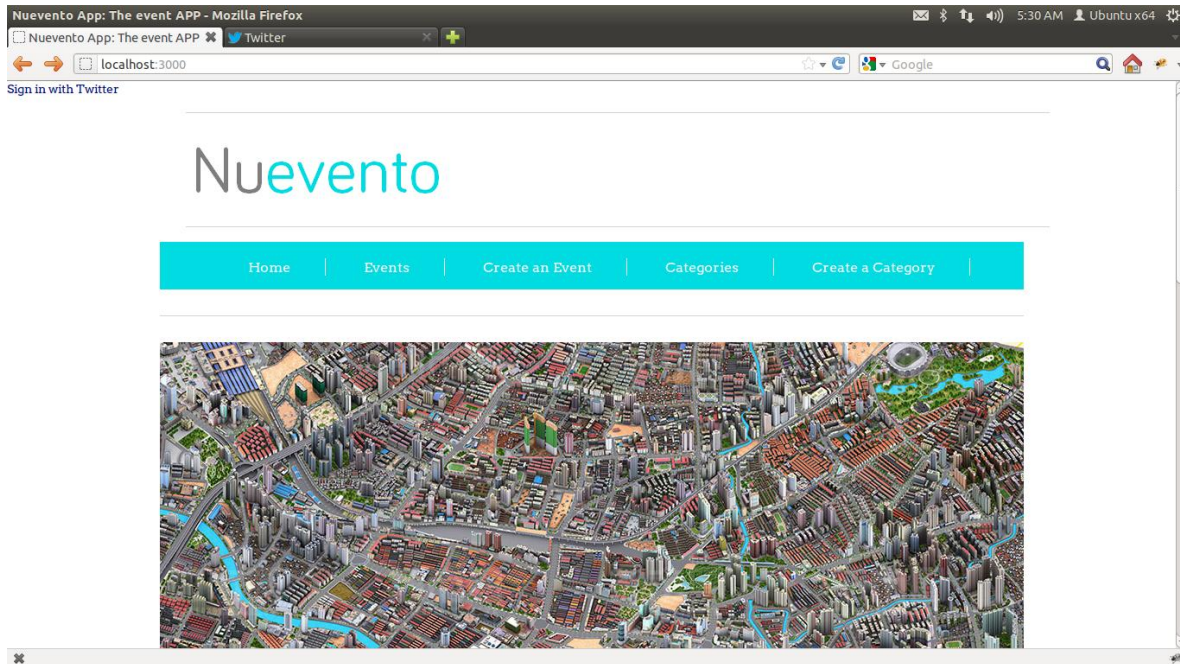 Nuevento App: The event APP - Mozilla Firefox
5:30 AM Ubuntu x64
Nuevento App: The event APP Twitter
localhost:3000 Google
Sign in with Twitter
Nuevento
Home Events Create an Event Categories Create a Category